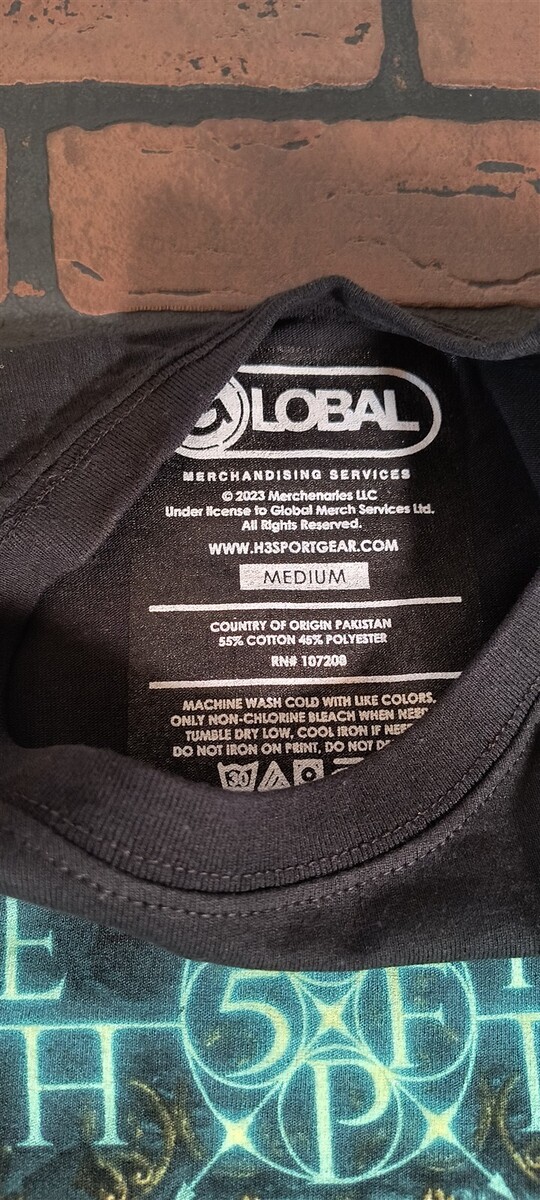 GLOBAL
MERCHANDISING SERVICES
© 2023 Merchenaries LLC
Under license to Global Merch Services Ltd.
All Rights Reserved.
WWW.H3SPORTGEAR.COM
MEDIUM
COUNTRY OF ORIGIN PAKISTAN
55% COTTON 45% POLYESTER
RN# 107208
MACHINE WASH COLD WITH LIKE COLORS,
ONLY NON-CHLORINE BLEACH WHEN
TUMBLE DRY LOW, COOL IRON IF
DO NOT IRON ON PRINT, DO NOT
30
E 5 F
H P